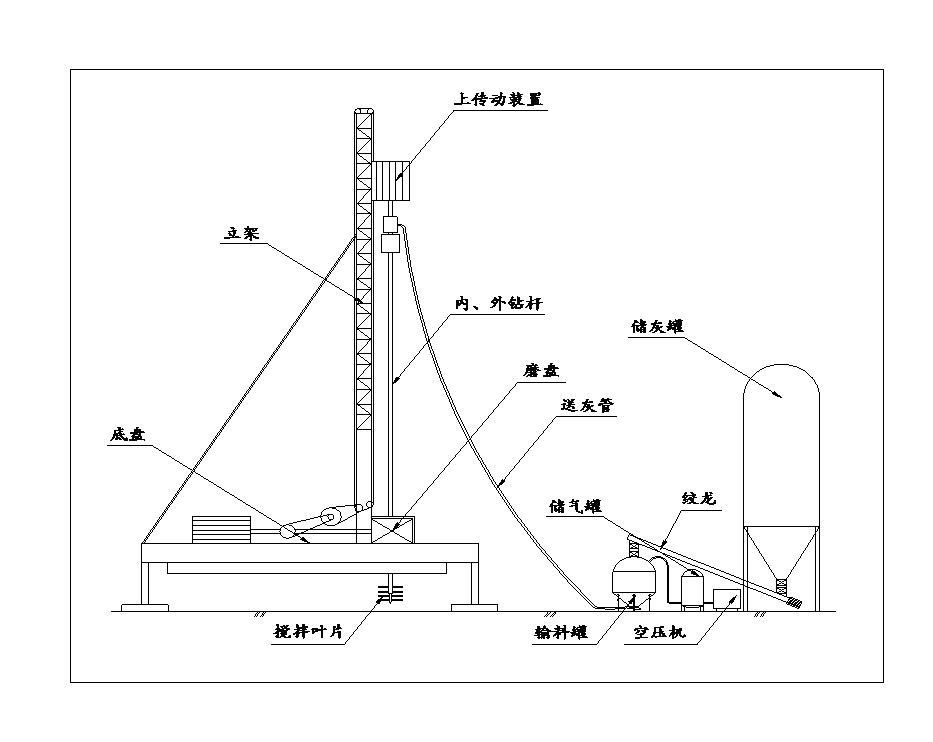 上传动装置
立架
内、外钻杆
储灰罐
磨盘
送灰管
底盘
储气罐
绞龙
搅拌叶片
输料罐
空压机